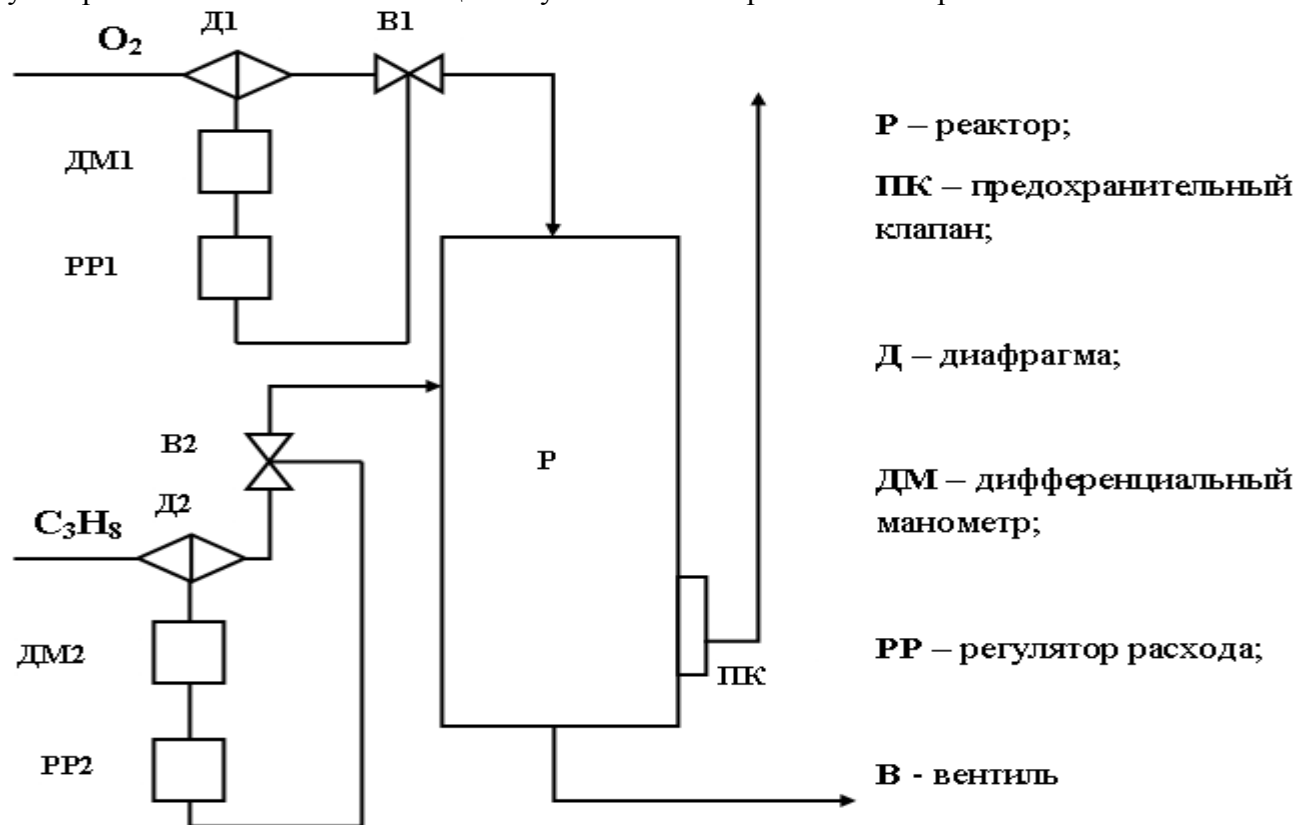 Д1
В1
O₂
ДМ1
РР1
В2
Д2
C₃H₈
ДМ2
РР2
Р
ПК
Р – реактор;
ПК – предохранительный
клапан;
Д – диафрагма;
ДМ – дифференциальный
манометр;
РР – регулятор расхода;
В - вентиль